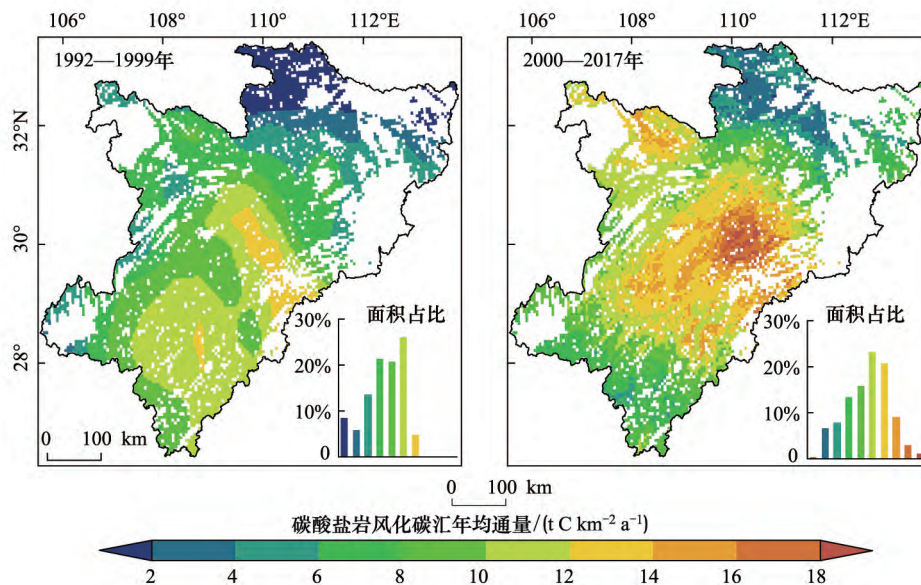 106° 108° 110° 112°E
106° 108° 110° 112°E
1992—1999年
2000—2017年
32°N
30°
28°
面积占比
30%
20%
10%
0
面积占比
30%
20%
10%
0
0 100 km
0 100 km
碳酸盐岩风化碳汇年均通量/(t C km⁻² a⁻¹)
2 4 6 8 10 12 14 16 18